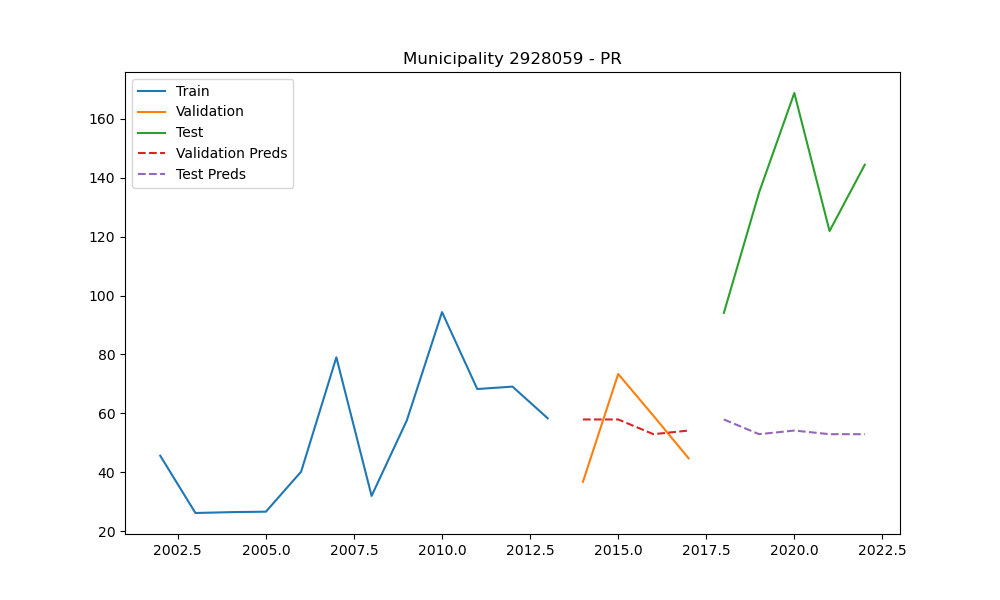 Municipality 2928059 - PR
Train
Validation
Test
Validation Preds
Test Preds
160
140
120
100
80
60
40
20
2002.5 2005.0 2007.5 2010.0 2012.5 2015.0 2017.5 2020.0 2022.5